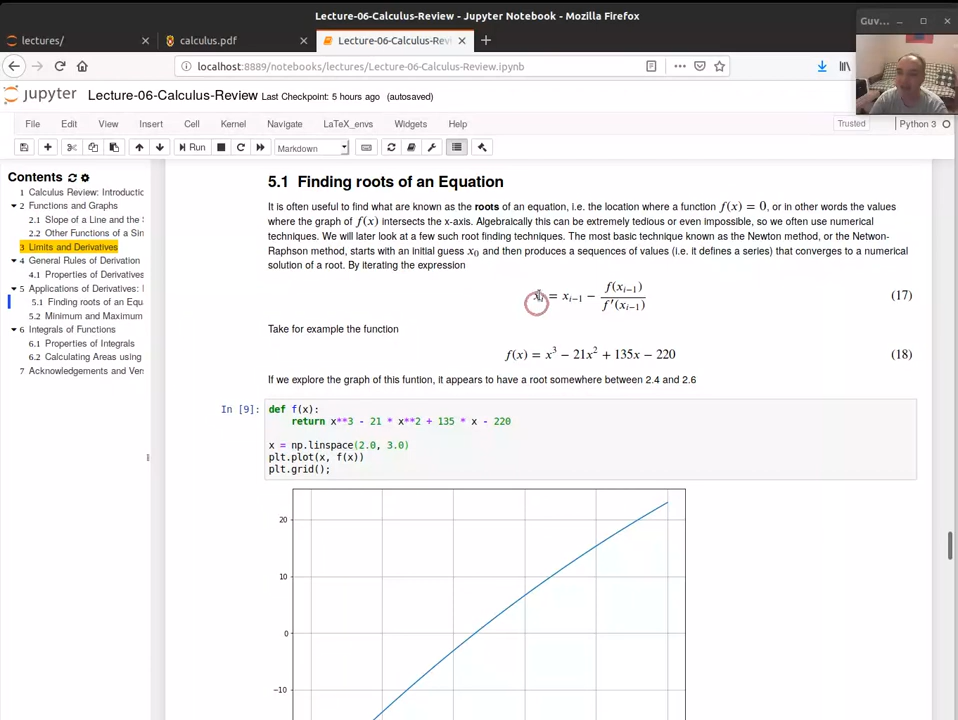 Lecture-06-Calculus-Review - Jupyter Notebook - Mozilla Firefox
Guv...
lectures/
calculus.pdf
Lecture-06-Calculus-Revi
localhost:8889/notebooks/lectures/Lecture-06-Calculus-Review.ipynb
jupyter Lecture-06-Calculus-Review Last Checkpoint: 5 hours ago (autosaved)
File Edit View Insert Cell Kernel Navigate LaTeX_envs Widgets Help Trusted Python 3
Run Markdown
Contents
1 Calculus Review: Introductic
2 Functions and Graphs
2.1 Slope of a Line and the
2.2 Other Functions of a Sin
3 Limits and Derivatives
4 General Rules of Derivation
4.1 Properties of Derivatives
5 Applications of Derivatives:
5.1 Finding roots of an Equa
5.2 Minimum and Maximum
6 Integrals of Functions
6.1 Properties of Integrals
6.2 Calculating Areas using
7 Acknowledgements and Ver
5.1 Finding roots of an Equation
It is often useful to find what are known as the roots of an equation, i.e. the location where a function f(x) = 0, or in other words the values
where the graph of f(x) intersects the x-axis. Algebraically this can be extremely tedious or even impossible, so we often use numerical
techniques. We will later look at a few such root finding techniques. The most basic technique known as the Newton method, or the Netwon-
Raphson method, starts with an initial guess x₀ and then produces a sequences of values (i.e. it defines a series) that converges to a numerical
solution of a root. By iterating the expression
xᵢ = xᵢ₋₁ − f(xᵢ₋₁) / f′(xᵢ₋₁) (17)
Take for example the function
f(x) = x³ − 21x² + 135x − 220 (18)
If we explore the graph of this funtion, it appears to have a root somewhere between 2.4 and 2.6
In [9]: def f(x):
return x**3 - 21 * x**2 + 135 * x - 220
x = np.linspace(2.0, 3.0)
plt.plot(x, f(x))
plt.grid();
20
10
0
−10